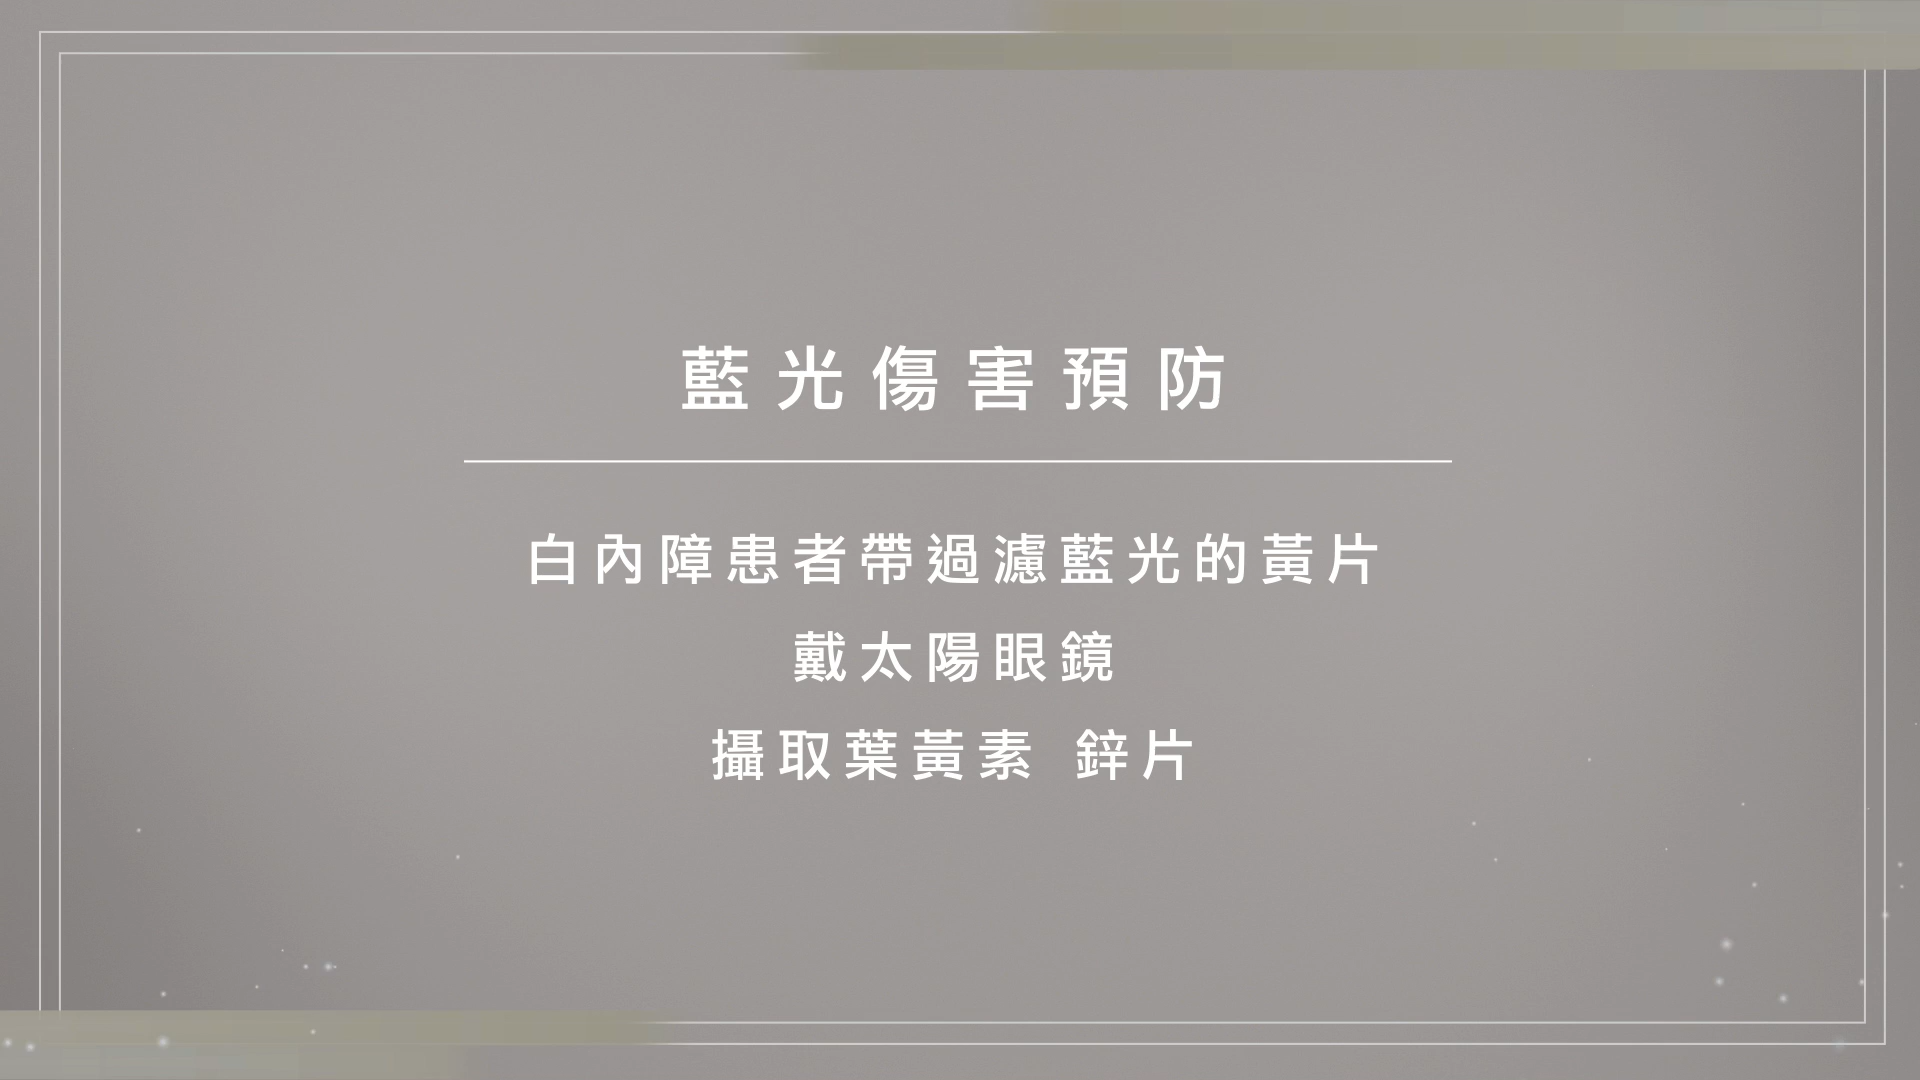 藍光傷害預防
白內障患者帶過濾藍光的黃片
戴太陽眼鏡
攝取葉黃素 鋅片